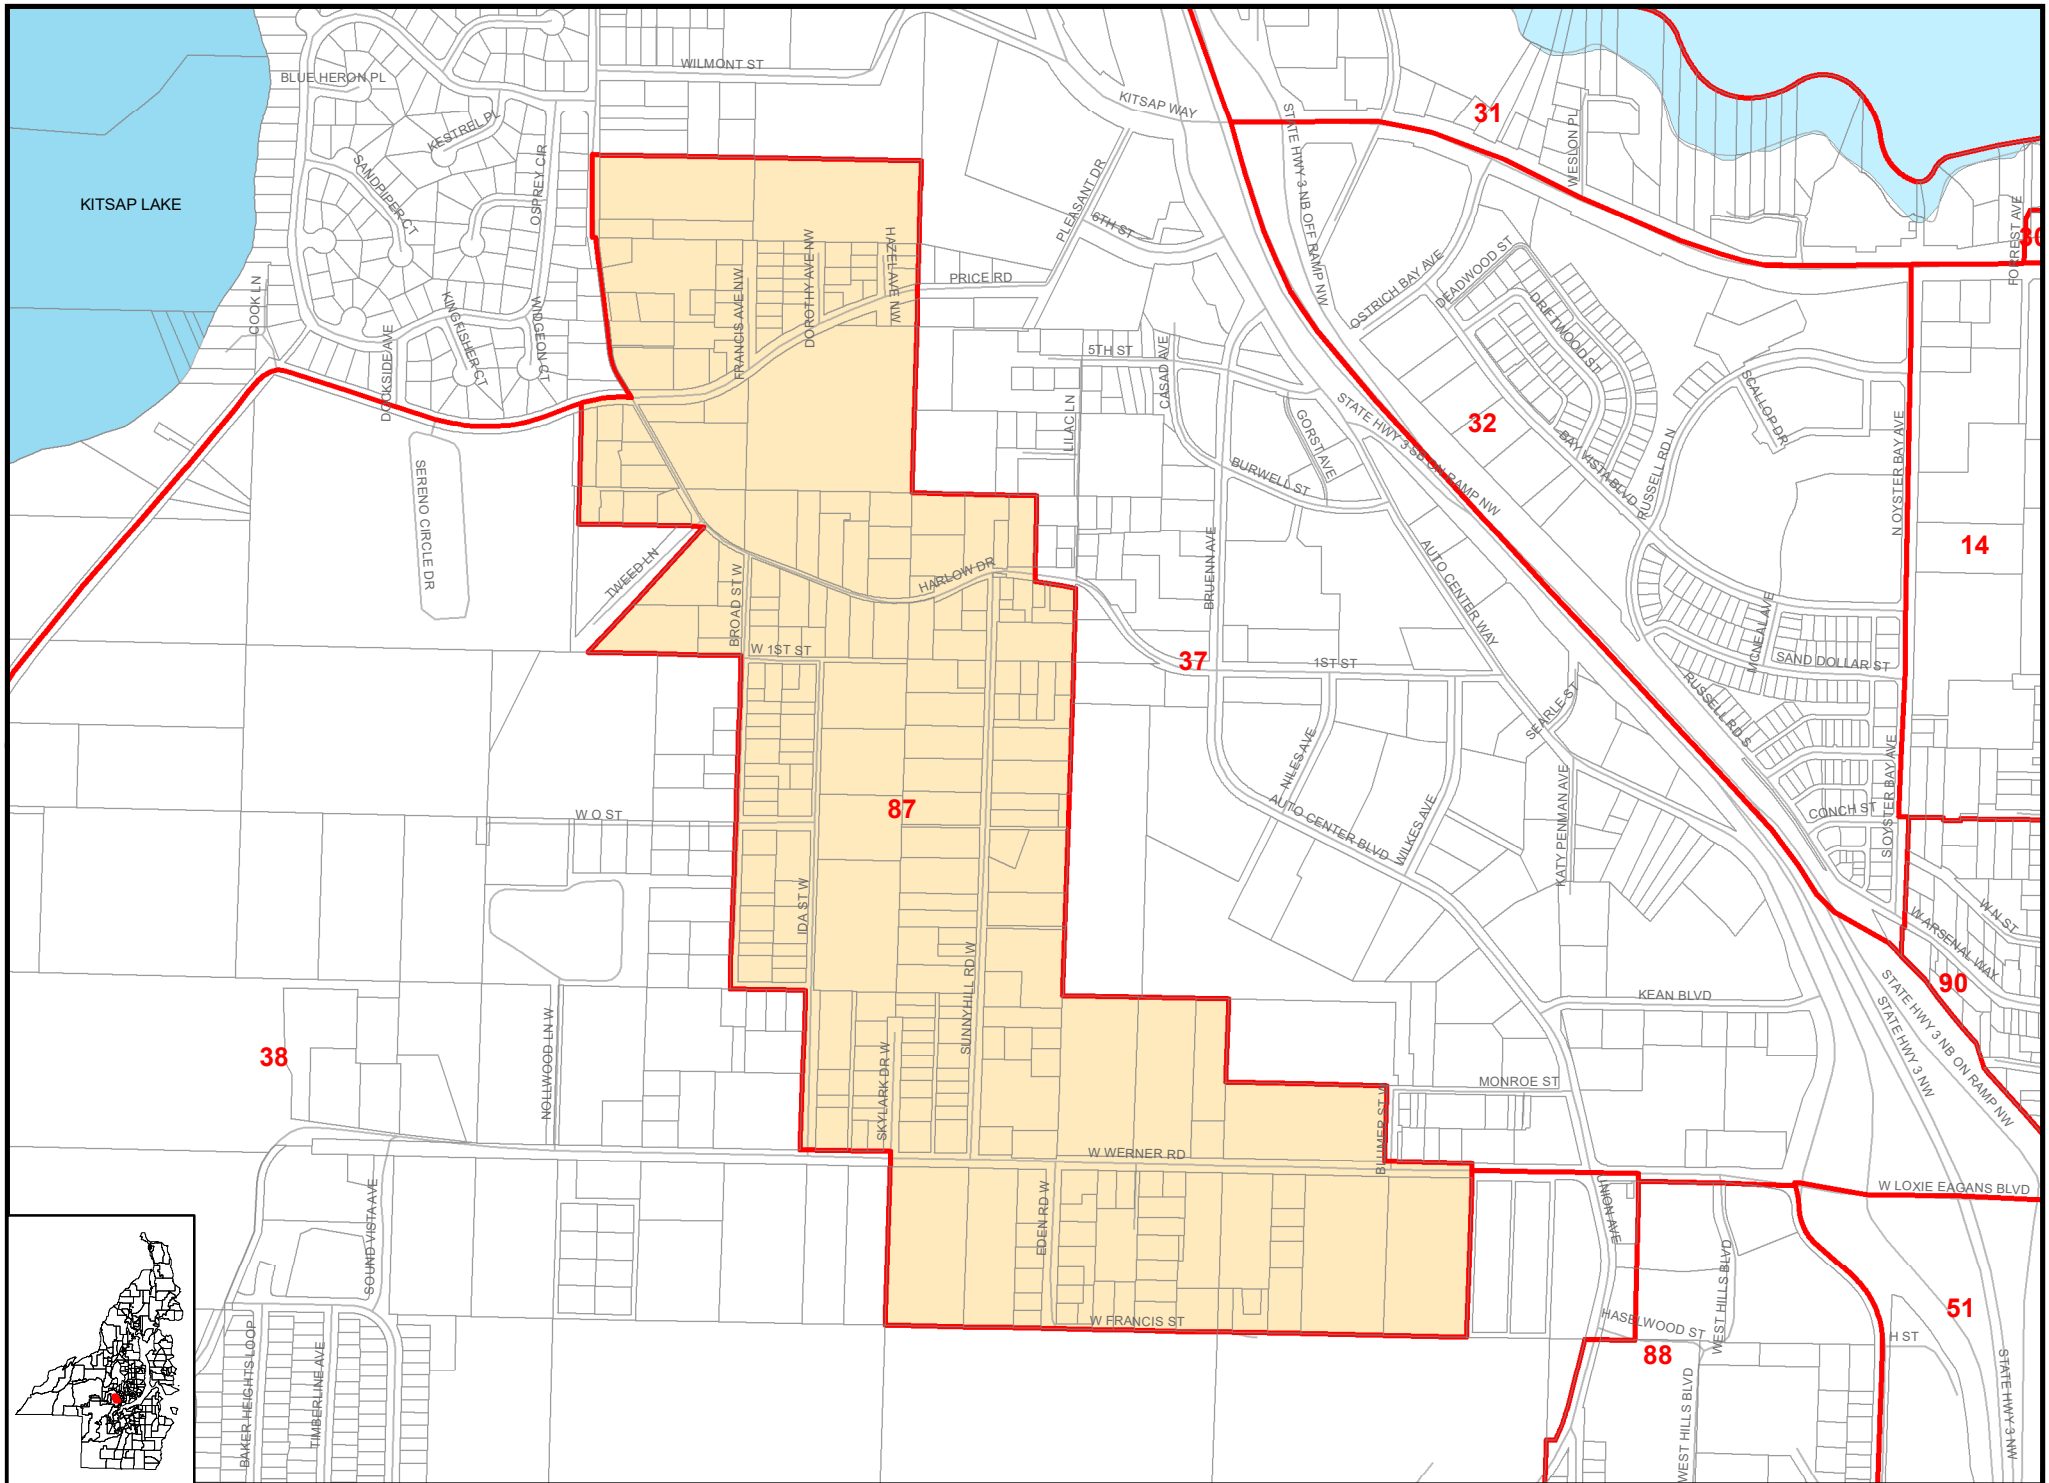 WILMONT ST
BLUE HERON PL
KITSAP WAY
31
STATE HWY 3 NB OFF RAMP NW
WESLON PL
KESTREL PL
SANDPIPER CT
OSPREY CIR
KITSAP LAKE
PLEASANT DR
6TH ST
FORREST AVE
HAZEL AVE NW
DOROTHY AVE NW
FRANCIS AVE NW
PRICE RD
OSTRICH BAY AVE
DEADWOOD ST
DRIFTWOOD ST
COOK LN
DOCKSIDE AVE
KINGFISHER CT
WIDGEON CT
5TH ST
CASAD AVE
LILAC LN
GORST AVE
STATE HWY 3 SB ON RAMP NW
32
BAY VISTA BLVD
RUSSELL RD N
SCALLOP DR
N OYSTER BAY AVE
SERENO CIRCLE DR
BURWELL ST
14
TWEED LN
BROAD ST W
HARLOW DR
BRUENN AVE
AUTO CENTER WAY
MCNEAL AVE
W 1ST ST
37
1ST ST
SAND DOLLAR ST
SEARLE ST
RUSSELL RD S
NILES AVE
S OYSTER BAY AVE
87
W O ST
AUTO CENTER BLVD
WILKES AVE
KATY PENMAN AVE
CONCH ST
IDA ST W
W N ST
W ARSENAL WAY
SUNNYHILL RD W
90
KEAN BLVD
STATE HWY 3 NB ON RAMP NW
STATE HWY 3 NW
38
NOLLWOOD LN W
SKYLARK DR W
MONROE ST
BLUMER ST W
W WERNER RD
SOUND VISTA AVE
EDEN RD W
UNION AVE
W LOXIE EAGANS BLVD
WEST HILLS BLVD
51
W FRANCIS ST
HASELWOOD ST
H ST
88
BAKER HEIGHTS LOOP
TIMBERLINE AVE
WEST HILLS BLVD
STATE HWY 3 NW